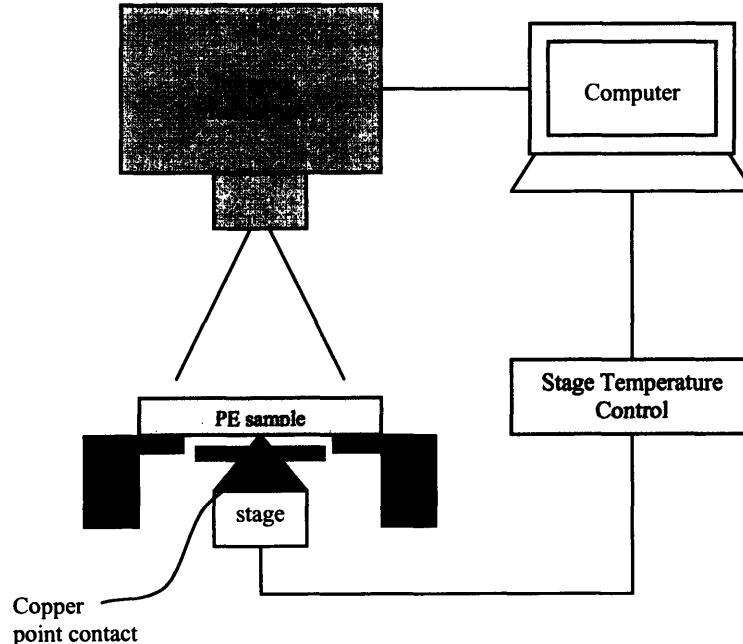 Computer
PE sample
Stage Temperature
Control
stage
Copper
point contact